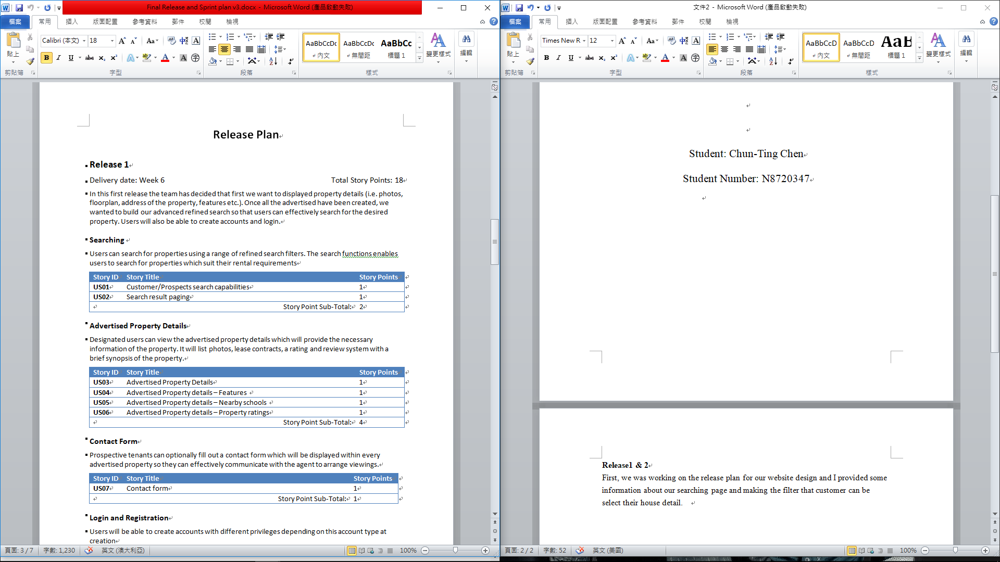 Final Release and Sprint plan v3.docx - Microsoft Word (產品啟動失敗)
檔案 常用 插入 版面配置 參考資料 郵件 校閱 檢視
貼上
Calibri (本文) 18
AaBbCcDc AaBbCcDc AaBbCc
內文 無間距 標題 1
變更樣式
編輯
剪貼簿 字型 段落 樣式
Release Plan
Release 1
Delivery date: Week 6 Total Story Points: 18
In this first release the team has decided that first we want to displayed property details (i.e. photos,
floorplan, address of the property, features etc.). Once all the advertised have been created, we
wanted to build our advanced refined search so that users can effectively search for the desired
property. Users will also be able to create accounts and login.
Searching
Users can search for properties using a range of refined search filters. The search functions enables
users to search for properties which suit their rental requirements
Story ID Story Title Story Points
US01 Customer/Prospects search capabilities 1
US02 Search result paging 1
Story Point Sub-Total: 2
Advertised Property Details
Designated users can view the advertised property details which will provide the necessary
information of the property. It will list photos, lease contracts, a rating and review system with a
brief synopsis of the property.
Story ID Story Title Story Points
US03 Advertised Property Details 1
US04 Advertised Property details – Features 1
US05 Advertised Property details – Nearby schools 1
US06 Advertised Property details – Property ratings 1
Story Point Sub-Total: 4
Contact Form
Prospective tenants can optionally fill out a contact form which will be displayed within every
advertised property so they can effectively communicate with the agent to arrange viewings.
Story ID Story Title Story Points
US07 Contact form 1
Story Point Sub-Total: 1
Login and Registration
Users will be able to create accounts with different privileges depending on this account type at
creation
頁面: 3 / 7 字數: 1,230 英文 (澳大利亞) 100%
文件2 - Microsoft Word (產品啟動失敗)
檔案 常用 插入 版面配置 參考資料 郵件 校閱 檢視
貼上
Times New R 12
AaBbCcD AaBbCcD AaB
內文 無間距 標題 1
變更樣式
編輯
剪貼簿 字型 段落 樣式
Student: Chun-Ting Chen
Student Number: N8720347
Release1 & 2
First, we was working on the release plan for our website design and I provided some
information about our searching page and making the filter that customer can be
select their house detail.
頁面: 2 / 2 字數: 52 英文 (美國) 100%